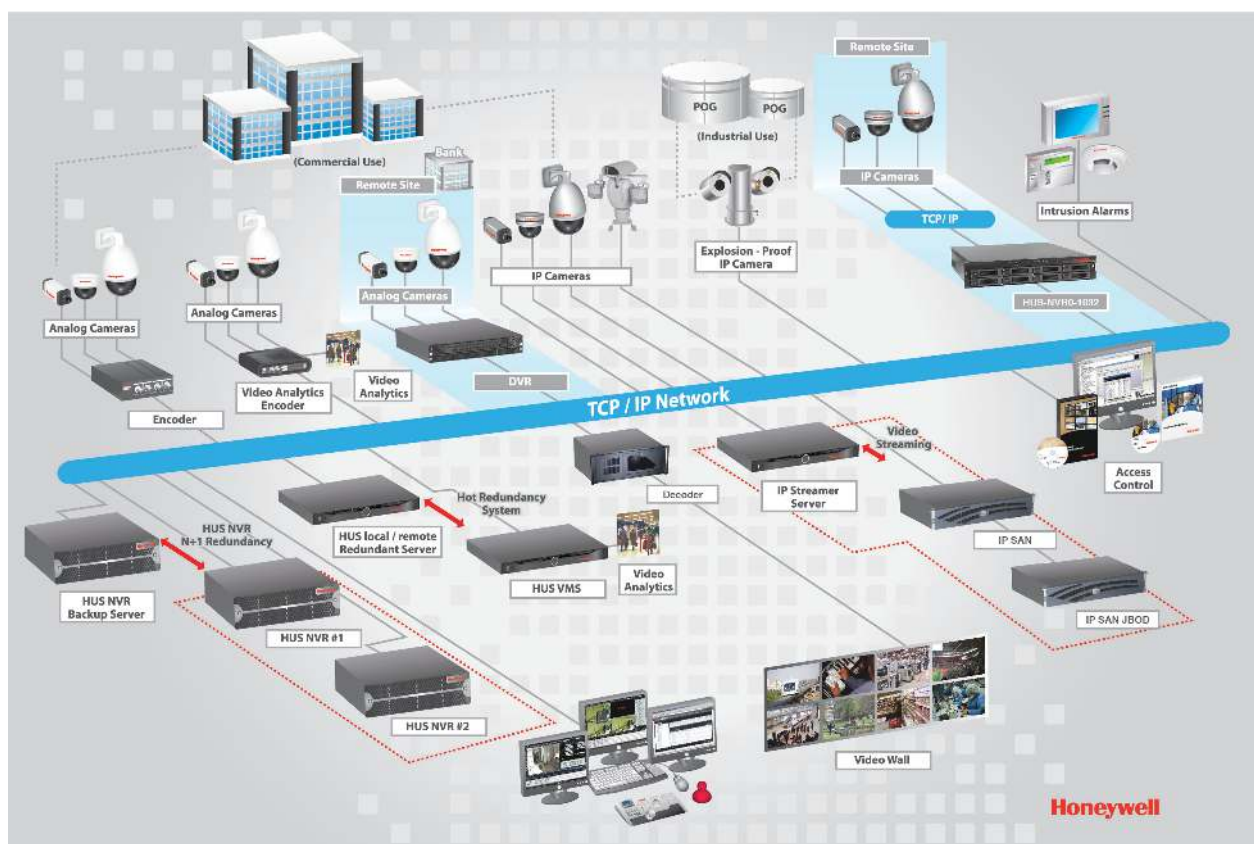 Remote Site
POG
POG
(Industrial Use)
(Commercial Use)
Bank
Remote Site
IP Cameras
TCP/ IP
Intrusion Alarms
Explosion - Proof
IP Camera
IP Cameras
Analog Cameras
Analog Cameras
Analog Cameras
HUS-NVR0-1032
Video Analytics
Encoder
Video
Analytics
DVR
Encoder
TCP / IP Network
Video
Streaming
Access
Control
Decoder
IP Streamer
Server
Hot Redundancy
System
HUS local / remote
Redundant Server
HUS NVR
N+1 Redundancy
IP SAN
HUS VMS
Video
Analytics
HUS NVR
Backup Server
HUS NVR #1
IP SAN JBOD
HUS NVR #2
Video Wall
Honeywell